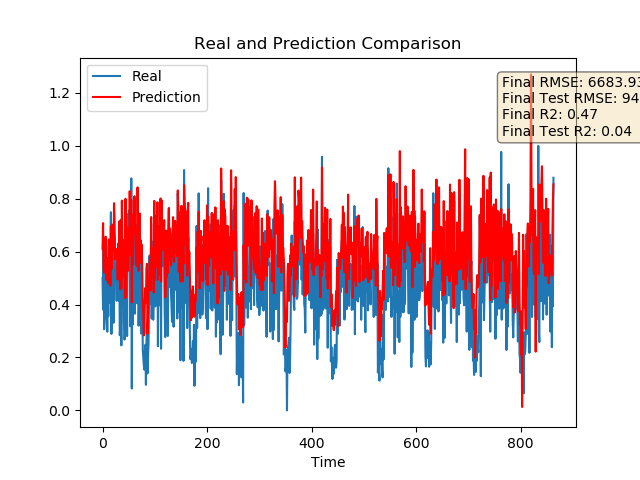 Real and Prediction Comparison
Real
Prediction
Final RMSE: 6683.93
Final Test RMSE: 94
Final R2: 0.47
Final Test R2: 0.04
1.2
1.0
0.8
0.6
0.4
0.2
0.0
0 200 400 600 800
Time